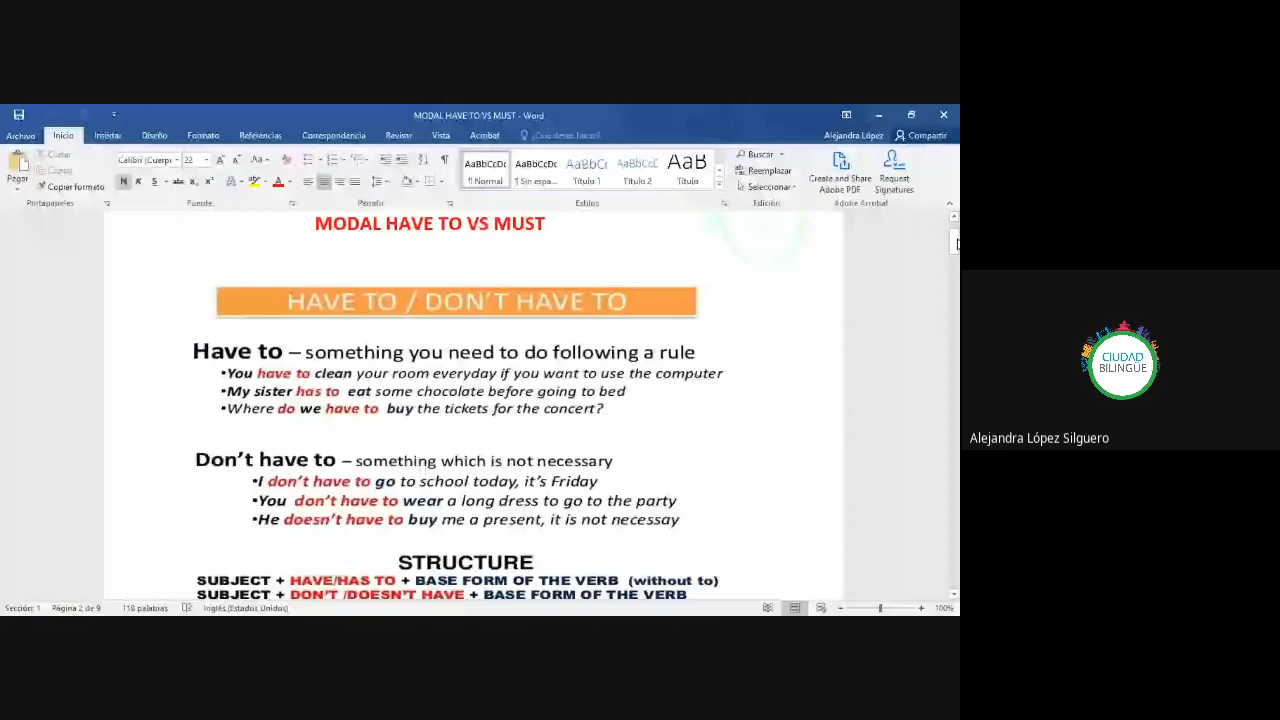 MODAL HAVE TO VS MUST - Word
Archivo Inicio Insertar Diseño Formato Referencias Correspondencia Revisar Vista Acrobat ¿Qué desea hacer? Alejandra López Compartir
Pegar
Cortar
Copiar
Copiar formato
Calibri (Cuerpo 22
Buscar
Reemplazar
Seleccionar
AaBbCcDc AaBbCcDc AaBbCc AaBbCcD AaB
¶ Normal ¶ Sin espa... Título 1 Título 2 Título
Create and Share Adobe PDF
Request Signatures
Portapapeles Fuente Párrafo Estilos Edición Adobe Acrobat
MODAL HAVE TO VS MUST
HAVE TO / DON'T HAVE TO
Have to – something you need to do following a rule
•You have to clean your room everyday if you want to use the computer
•My sister has to eat some chocolate before going to bed
•Where do we have to buy the tickets for the concert?
Don't have to – something which is not necessary
•I don't have to go to school today, it's Friday
•You don't have to wear a long dress to go to the party
•He doesn't have to buy me a present, it is not necessay
STRUCTURE
SUBJECT + HAVE/HAS TO + BASE FORM OF THE VERB (without to)
SUBJECT + DON'T /DOESN'T HAVE + BASE FORM OF THE VERB
Sección: 1 Página 2 de 9 118 palabras Inglés (Estados Unidos) 100%
CIUDAD
BILINGÜE
Alejandra López Silguero